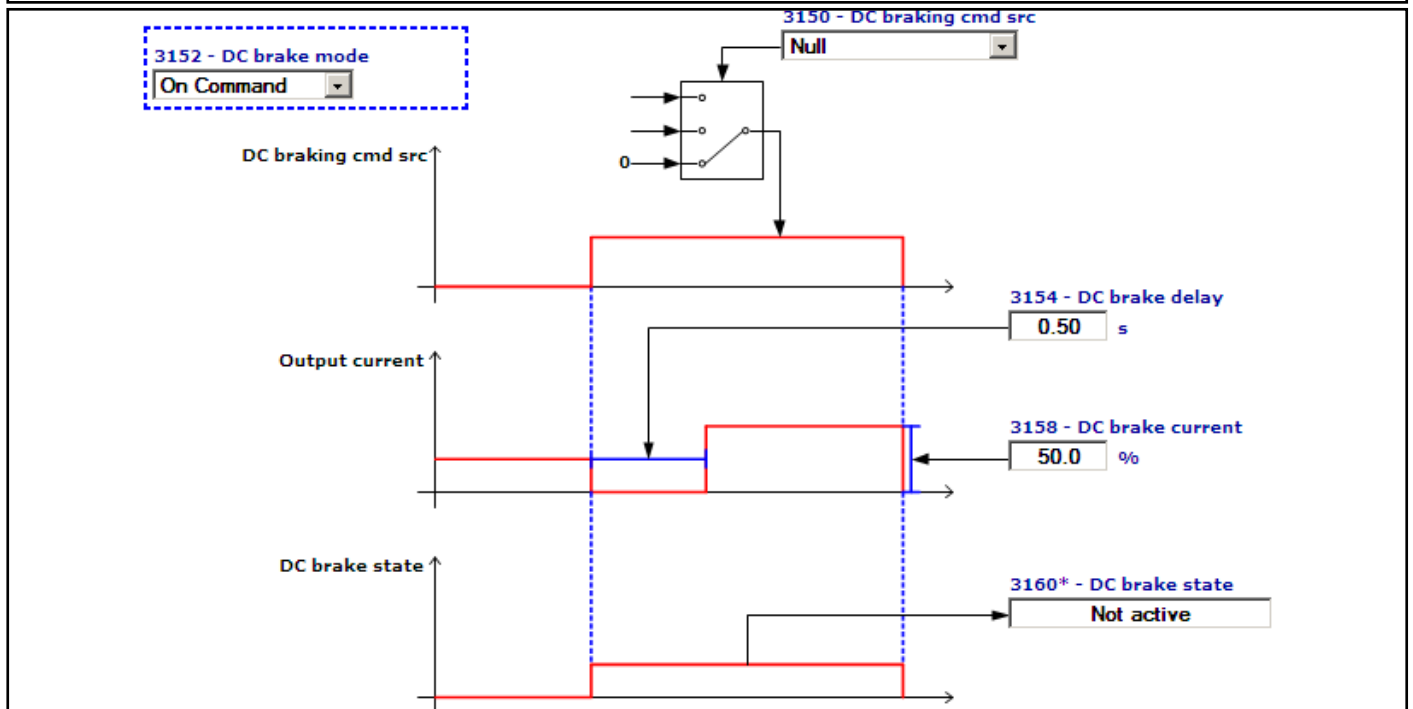 3150 - DC braking cmd src
Null
3152 - DC brake mode
On Command
DC braking cmd src
0
3154 - DC brake delay
0.50 s
Output current
3158 - DC brake current
50.0 %
DC brake state
3160* - DC brake state
Not active